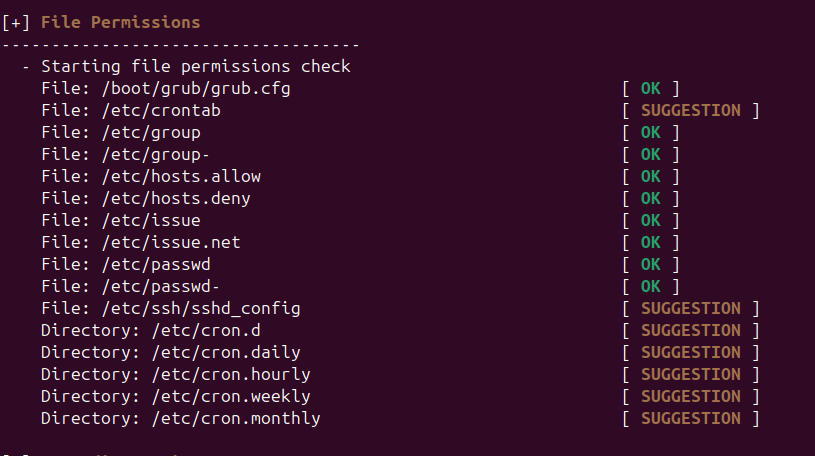 [+] File Permissions
------------------------------------
- Starting file permissions check
File: /boot/grub/grub.cfg [ OK ]
File: /etc/crontab [ SUGGESTION ]
File: /etc/group [ OK ]
File: /etc/group- [ OK ]
File: /etc/hosts.allow [ OK ]
File: /etc/hosts.deny [ OK ]
File: /etc/issue [ OK ]
File: /etc/issue.net [ OK ]
File: /etc/passwd [ OK ]
File: /etc/passwd- [ OK ]
File: /etc/ssh/sshd_config [ SUGGESTION ]
Directory: /etc/cron.d [ SUGGESTION ]
Directory: /etc/cron.daily [ SUGGESTION ]
Directory: /etc/cron.hourly [ SUGGESTION ]
Directory: /etc/cron.weekly [ SUGGESTION ]
Directory: /etc/cron.monthly [ SUGGESTION ]